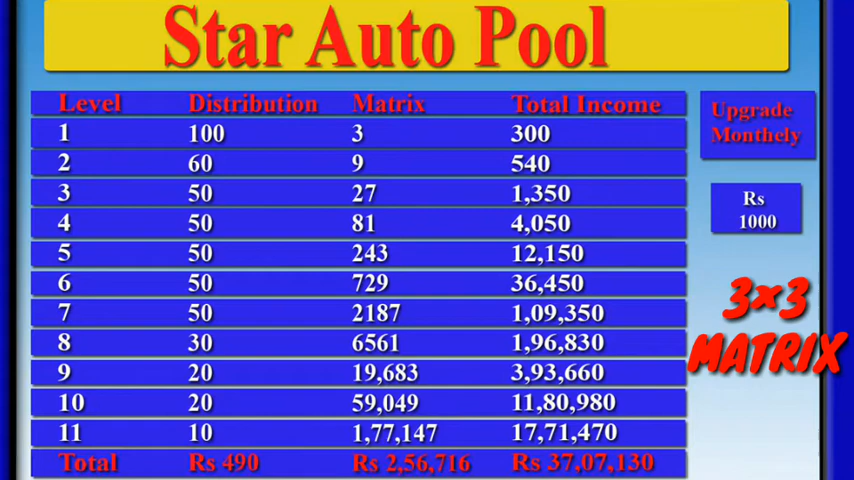 Star Auto Pool
Level Distribution Matrix Total Income
1 100 3 300
2 60 9 540
3 50 27 1,350
4 50 81 4,050
5 50 243 12,150
6 50 729 36,450
7 50 2187 1,09,350
8 30 6561 1,96,830
9 20 19,683 3,93,660
10 20 59,049 11,80,980
11 10 1,77,147 17,71,470
Total Rs 490 Rs 2,56,716 Rs 37,07,130
Upgrade
Monthely
Rs
1000
3×3
MATRIX